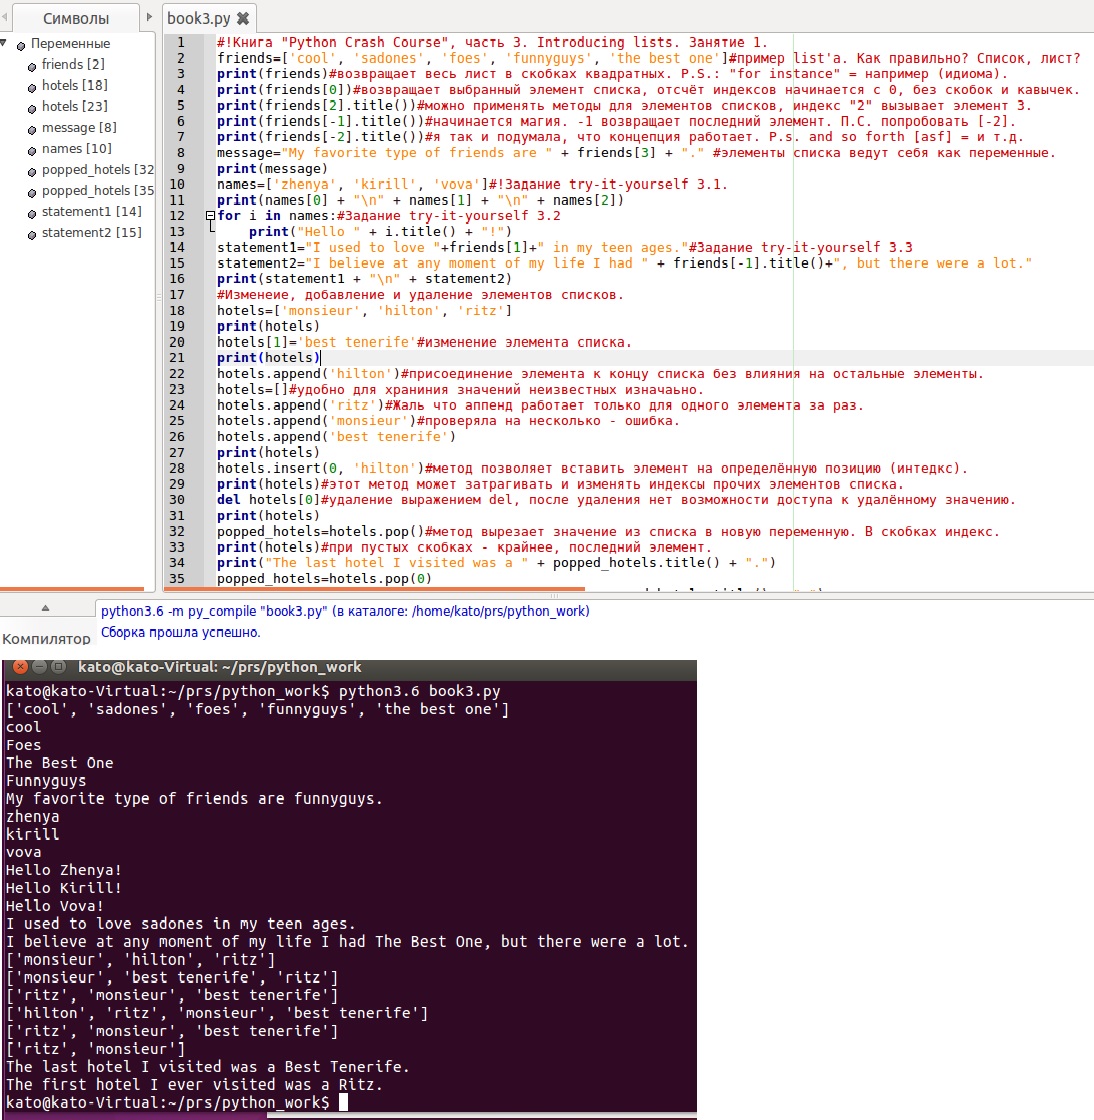 Символы
book3.py
Переменные
friends [2]
hotels [18]
hotels [23]
message [8]
names [10]
popped_hotels [32
popped_hotels [35
statement1 [14]
statement2 [15]
1 #!Книга "Python Crash Course", часть 3. Introducing lists. Занятие 1.
2 friends=['cool', 'sadones', 'foes', 'funnyguys', 'the best one']#пример list'a. Как правильно? Список, лист?
3 print(friends)#возвращает весь лист в скобках квадратных. P.S.: "for instance" = например (идиома).
4 print(friends[0])#возвращает выбранный элемент списка, отсчёт индексов начинается с 0, без скобок и кавычек.
5 print(friends[2].title())#можно применять методы для элементов списков, индекс "2" вызывает элемент 3.
6 print(friends[-1].title())#начинается магия. -1 возвращает последний элемент. П.С. попробовать [-2].
7 print(friends[-2].title())#я так и подумала, что концепция работает. P.s. and so forth [asf] = и т.д.
8 message="My favorite type of friends are " + friends[3] + "." #элементы списка ведут себя как переменные.
9 print(message)
10 names=['zhenya', 'kirill', 'vova']#!Задание try-it-yourself 3.1.
11 print(names[0] + "\n" + names[1] + "\n" + names[2])
12 for i in names:#Задание try-it-yourself 3.2
13     print("Hello " + i.title() + "!")
14 statement1="I used to love "+friends[1]+" in my teen ages."#Задание try-it-yourself 3.3
15 statement2="I believe at any moment of my life I had " + friends[-1].title()+", but there were a lot."
16 print(statement1 + "\n" + statement2)
17 #Изменеие, добавление и удаление элементов списков.
18 hotels=['monsieur', 'hilton', 'ritz']
19 print(hotels)
20 hotels[1]='best tenerife'#изменение элемента списка.
21 print(hotels)
22 hotels.append('hilton')#присоединение элемента к концу списка без влияния на остальные элементы.
23 hotels=[]#удобно для храниния значений неизвестных изначаьно.
24 hotels.append('ritz')#Жаль что аппенд работает только для одного элемента за раз.
25 hotels.append('monsieur')#проверяла на несколько - ошибка.
26 hotels.append('best tenerife')
27 print(hotels)
28 hotels.insert(0, 'hilton')#метод позволяет вставить элемент на определённую позицию (интедкс).
29 print(hotels)#этот метод может затрагивать и изменять индексы прочих элементов списка.
30 del hotels[0]#удаление выражением del, после удаления нет возможности доступа к удалённому значению.
31 print(hotels)
32 popped_hotels=hotels.pop()#метод вырезает значение из списка в новую переменную. В скобках индекс.
33 print(hotels)#при пустых скобках - крайнее, последний элемент.
34 print("The last hotel I visited was a " + popped_hotels.title() + ".")
35 popped_hotels=hotels.pop(0)
Компилятор
python3.6 -m py_compile "book3.py" (в каталоге: /home/kato/prs/python_work)
Сборка прошла успешно.
kato@kato-Virtual: ~/prs/python_work
kato@kato-Virtual:~/prs/python_work$ python3.6 book3.py
['cool', 'sadones', 'foes', 'funnyguys', 'the best one']
cool
Foes
The Best One
Funnyguys
My favorite type of friends are funnyguys.
zhenya
kirill
vova
Hello Zhenya!
Hello Kirill!
Hello Vova!
I used to love sadones in my teen ages.
I believe at any moment of my life I had The Best One, but there were a lot.
['monsieur', 'hilton', 'ritz']
['monsieur', 'best tenerife', 'ritz']
['ritz', 'monsieur', 'best tenerife']
['hilton', 'ritz', 'monsieur', 'best tenerife']
['ritz', 'monsieur', 'best tenerife']
['ritz', 'monsieur']
The last hotel I visited was a Best Tenerife.
The first hotel I ever visited was a Ritz.
kato@kato-Virtual:~/prs/python_work$